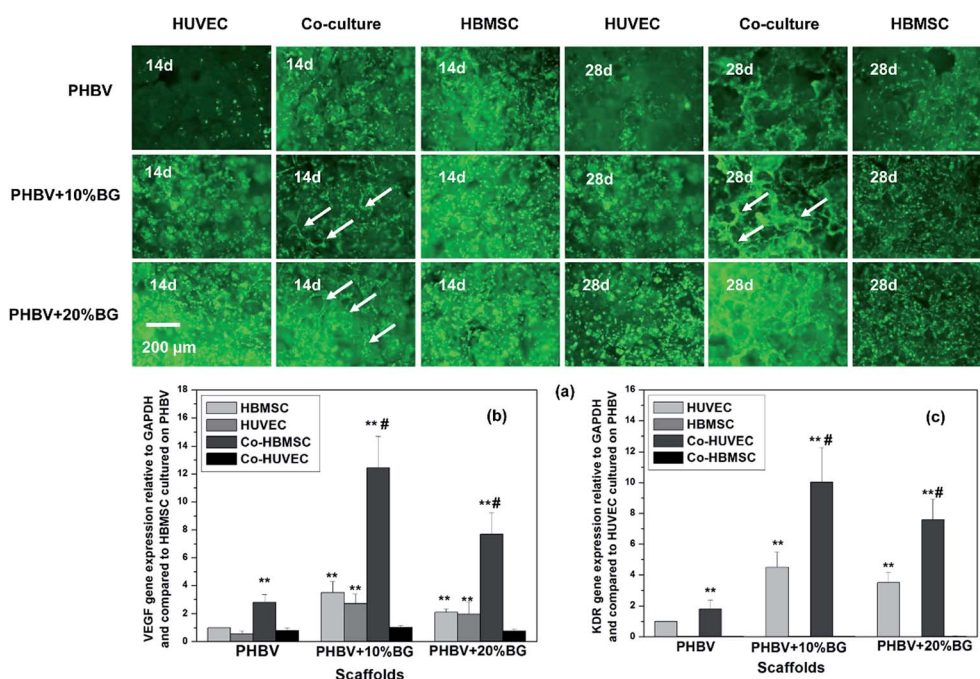 HUVEC Co-culture HBMSC HUVEC Co-culture HBMSC
PHBV
14d 14d 14d 28d 28d 28d
PHBV+10%BG
14d 14d 14d 28d 28d 28d
PHBV+20%BG
14d 14d 14d 28d 28d 28d
200 µm
(a)
VEGF gene expression relative to GAPDH
and compared to HBMSC cultured on PHBV
18
16
14
12
10
8
6
4
2
0
HBMSC
HUVEC
Co-HBMSC
Co-HUVEC
(b)
**
** ** ** #
** ** **#
PHBV PHBV+10%BG PHBV+20%BG
Scaffolds
KDR gene expression relative to GAPDH
and compared to HUVEC cultured on PHBV
16
14
12
10
8
6
4
2
0
HUVEC
HBMSC
Co-HUVEC
Co-HBMSC
(c)
**
** **#
** **#
PHBV PHBV+10%BG PHBV+20%BG
Scaffolds